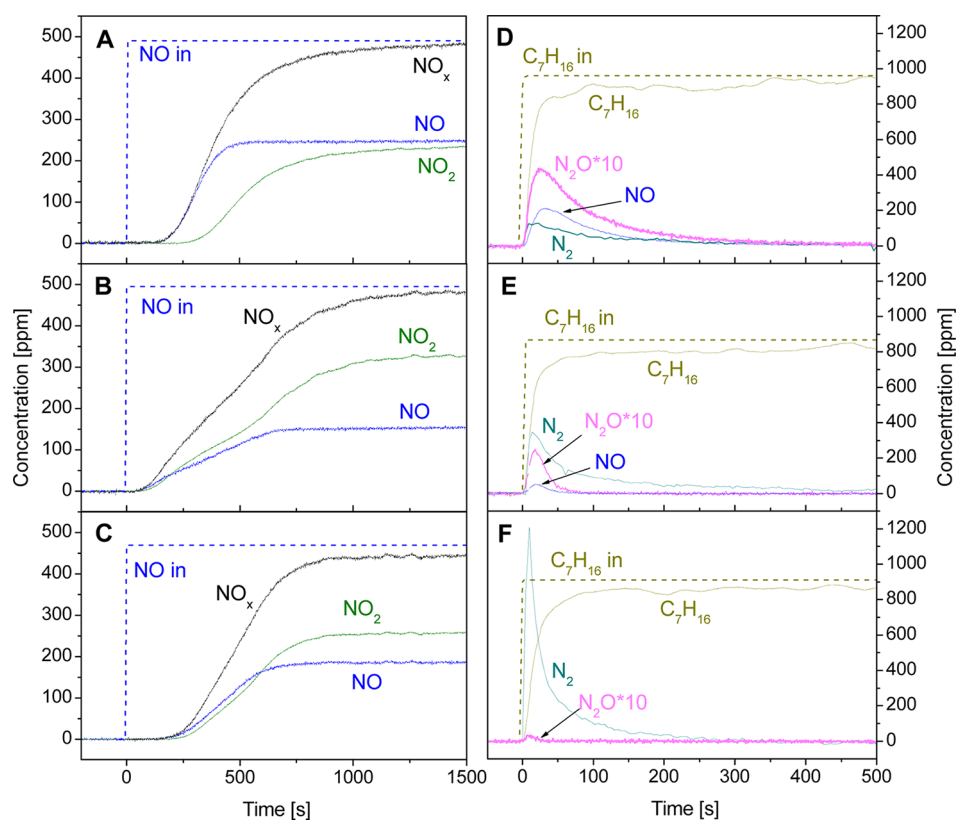 A
NO in
NOx
NO
NO2
500
400
300
200
100
0
B
NO in
NOx
NO2
NO
500
400
300
200
100
0
C
NO in
NOx
NO2
NO
500
400
300
200
100
0
0
500
1000
1500
Time [s]
Concentration [ppm]
D
C7H16 in
C7H16
N2O*10
NO
N2
1200
1000
800
600
400
200
0
E
C7H16 in
C7H16
N2
N2O*10
NO
1200
1000
800
600
400
200
0
F
C7H16 in
C7H16
N2
N2O*10
1200
1000
800
600
400
200
0
0
100
200
300
400
500
Time [s]
Concentration [ppm]